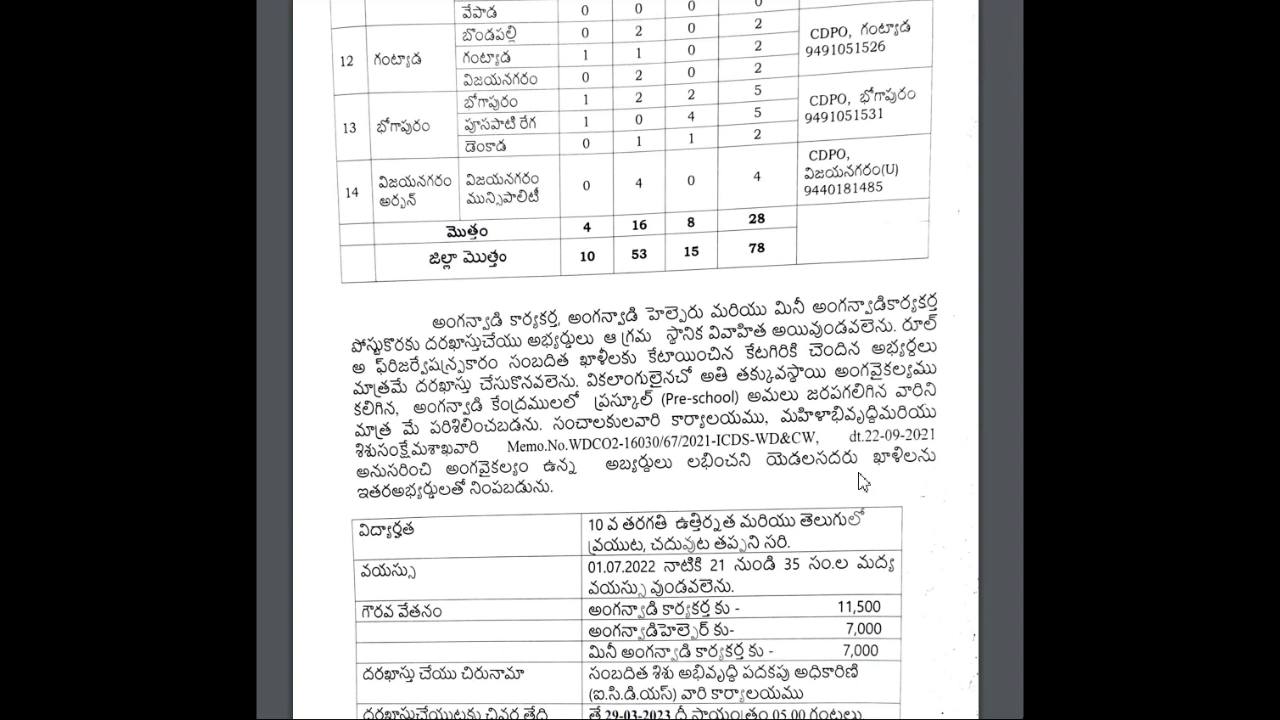 వేపాడ 0 0 0 0
12 గంట్యాడ బొండపల్లి 0 2 0 2 CDPO, గంట్యాడ
గంట్యాడ 1 1 0 2 9491051526
విజయనగరం 0 2 0 2
13 భోగాపురం భోగాపురం 1 2 2 5 CDPO, భోగాపురం
పూసపాటి రేగ 1 0 4 5 9491051531
డెంకాడ 0 1 1 2
CDPO,
14 విజయనగరం విజయనగరం 0 4 0 4 విజయనగరం(U)
అర్బన్ మున్సిపాలిటీ 9440181485
మొత్తం 4 16 8 28
జిల్లా మొత్తం 10 53 15 78
అంగన్వాడి కార్యకర్త, అంగన్వాడి హెల్పెరు మరియు మినీ అంగన్వాడికార్యకర్త
పోస్టుకొరకు దరఖాస్తుచేయు అభ్యర్డులు ఆ గ్రమ స్థానిక వివాహిత అయివుండవలెను. రూల్
అ ఫ్రిజర్వేషన్ప్రకారం సంబదిత ఖాళీలకు కేటాయించిన కేటగిరికి చెందిన అభ్యర్ధలు
మాత్రమే దరఖాస్తు చేసుకొనవలెను. వికలాంగులైనచో అతి తక్కువస్థాయి అంగవైకల్యము
కలిగిన, అంగన్వాడి కేంద్రములలో ప్రస్కూల్ (Pre-school) అమలు జరపగలిగిన వారిని
మాత్ర మే పరిశీలించబడను. సంచాలకులవారి కార్యాలయము, మహిళాభివృద్ధిమరియు
శిశుసంక్షేమశాఖవారి Memo.No.WDCO2-16030/67/2021-ICDS-WD&CW, dt.22-09-2021
అనుసరించి అంగవైకల్యం ఉన్న అబ్యర్థులు లభించని యెడలసదరు ఖాళీలను
ఇతరఅభ్యర్డులతో నింపబడును.
విద్యార్హత 10 వ తరగతి ఉత్తిర్నత మరియు తెలుగులో
వ్రయుట, చదువుట తప్పని సరి.
వయస్సు 01.07.2022 నాటికి 21 నుండి 35 సం.ల మద్య
వయస్సు వుండవలెను.
గౌరవ వేతనం అంగన్వాడి కార్యకర్త కు - 11,500
అంగన్వాడిహెల్పెర్ కు- 7,000
మినీ అంగన్వాడి కార్యకర్త కు - 7,000
దరఖాస్తు చేయు చిరునామా సంబదిత శిశు అభివృద్ధి పదకపు అధికారిణి
(ఐ.సి.డి.యస్) వారి కార్యాలయము
దరఖాస్తుచేయుటకు చివర తేది తే 29-03-2023 దీ సాయంత్రం 05.00 గంటలు.